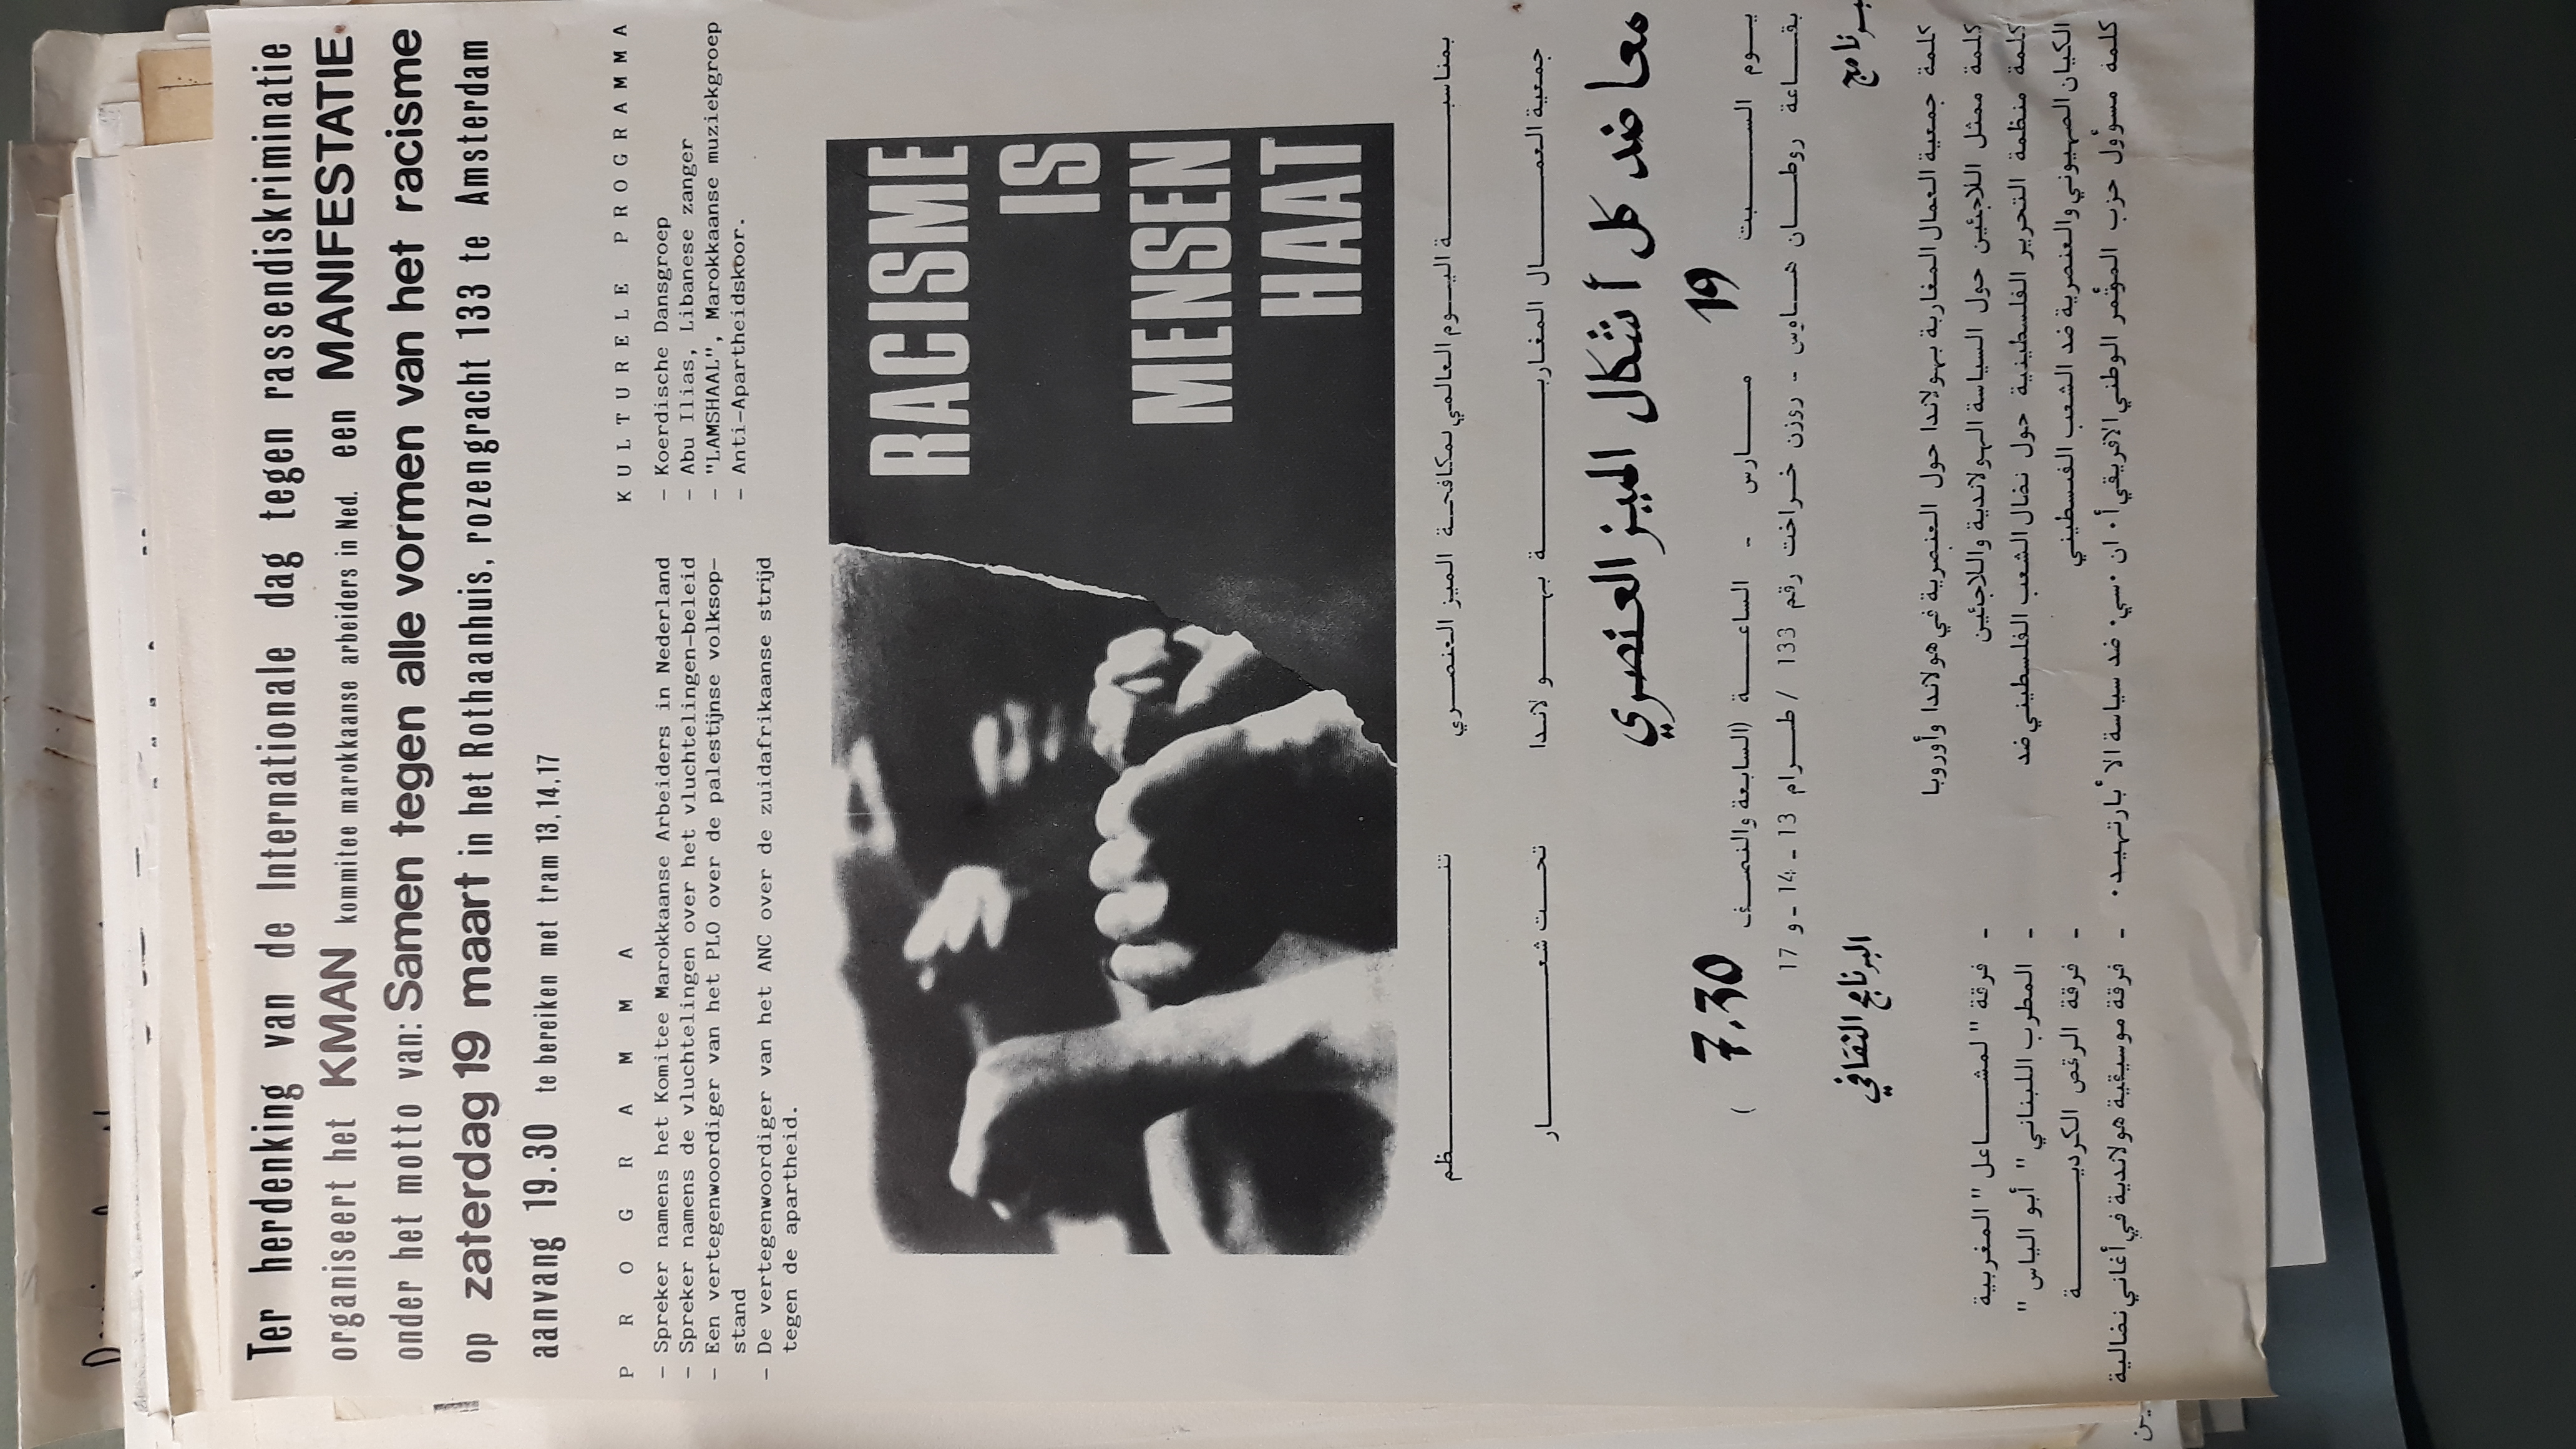 Ter herdenking van de Internationale dag tegen rassendiskriminatie
organiseert het KMAN kommitee marokkaanse arbeiders in Ned. een MANIFESTATIE
onder het motto van: Samen tegen alle vormen van het racisme
op zaterdag 19 maart in het Rothaanhuis, rozengracht 133 te Amsterdam
aanvang 19.30 te bereiken met tram 13,14,17
PROGRAMMA
- Spreker namens het Komitee Marokkaanse Arbeiders in Nederland
- Spreker namens de vluchtelingen over het vluchtelingen-beleid
- Een vertegenwoordiger van het PLO over de palestijnse volksop-
stand
- De vertegenwoordiger van het ANC over de zuidafrikaanse strijd
tegen de apartheid.
KULTURELE PROGRAMMA
- Koerdische Dansgroep
- Abu Ilias, Libanese zanger
- "LAMSHAAL", Marokkaanse muziekgroep
- Anti-Apartheidskoor.
RACISME
IS
MENSEN
HAAT
بمناسبة اليوم العالمي لمكافحة الميز العنصري تنظم
جمعية العمال المغاربة بهولاندا تحت شعار
معا ضد كل أشكال الميز العنصري
يوم السبت 19 مارس - الساعة (السابعة والنصف 7.30 )
بقاعة روطان هاوس - روزن خراخت رقم 133 / طرام 13 - 14 - و 17
برنامج
كلمة جمعية العمال المغاربة بهولاندا حول العنصرية في هولاندا وأوروبا
كلمة ممثل اللاجئين حول السياسة الهولاندية واللاجئين
كلمة منظمة التحرير الفلسطينية حول نضال الشعب الفلسطيني ضد
الكيان الصهيوني والعنصرية ضد الشعب الفلسطيني
كلمة مسؤول حزب المؤتمر الوطني الافريقي أ. ان .سي. ضد سياسة الأبارتهيد.
البرنامج الثقافي
- فرقة "لمشاعل" المغربية
- المطرب اللبناني "أبو الياس"
- فرقة الرقص الكردية
- فرقة موسيقية هولاندية في أغاني نضالية